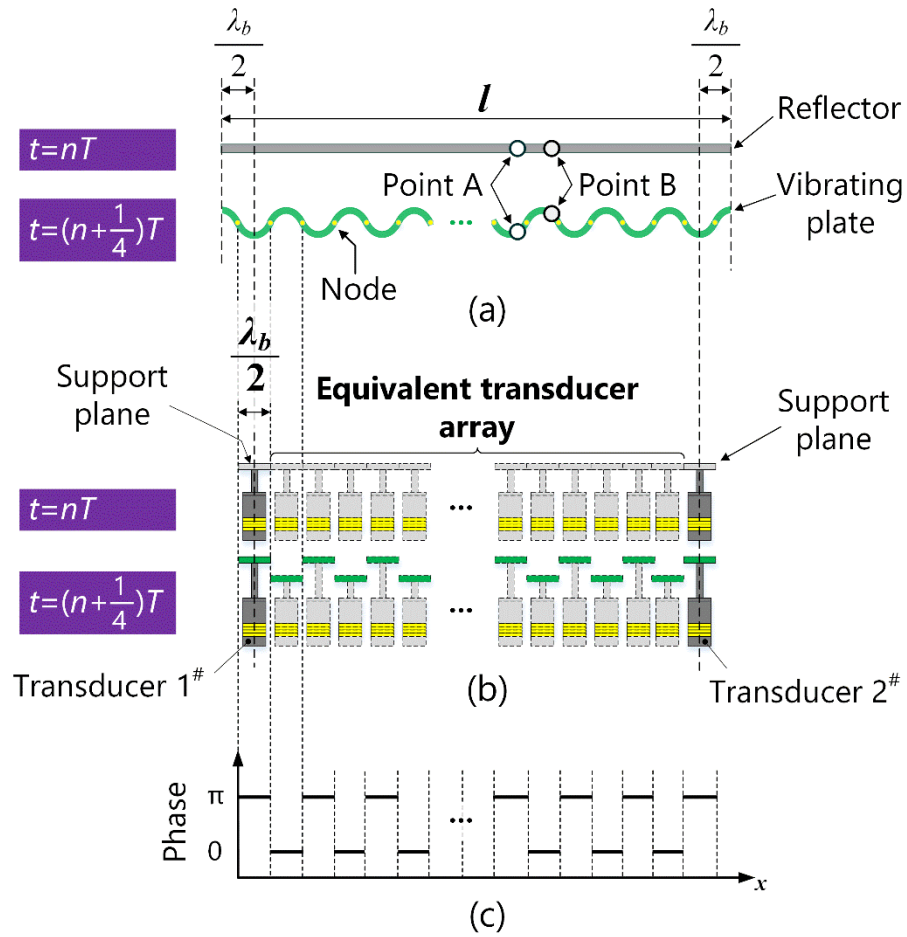 λb/2
λb/2
l
Reflector
t=nT
Point A
Point B
Vibrating
plate
t=(n+1/4)T
Node
(a)
λb/2
Support
plane
Equivalent transducer
array
Support
plane
t=nT
...
t=(n+1/4)T
...
Transducer 1#
(b)
Transducer 2#
π
...
Phase
0
x
(c)